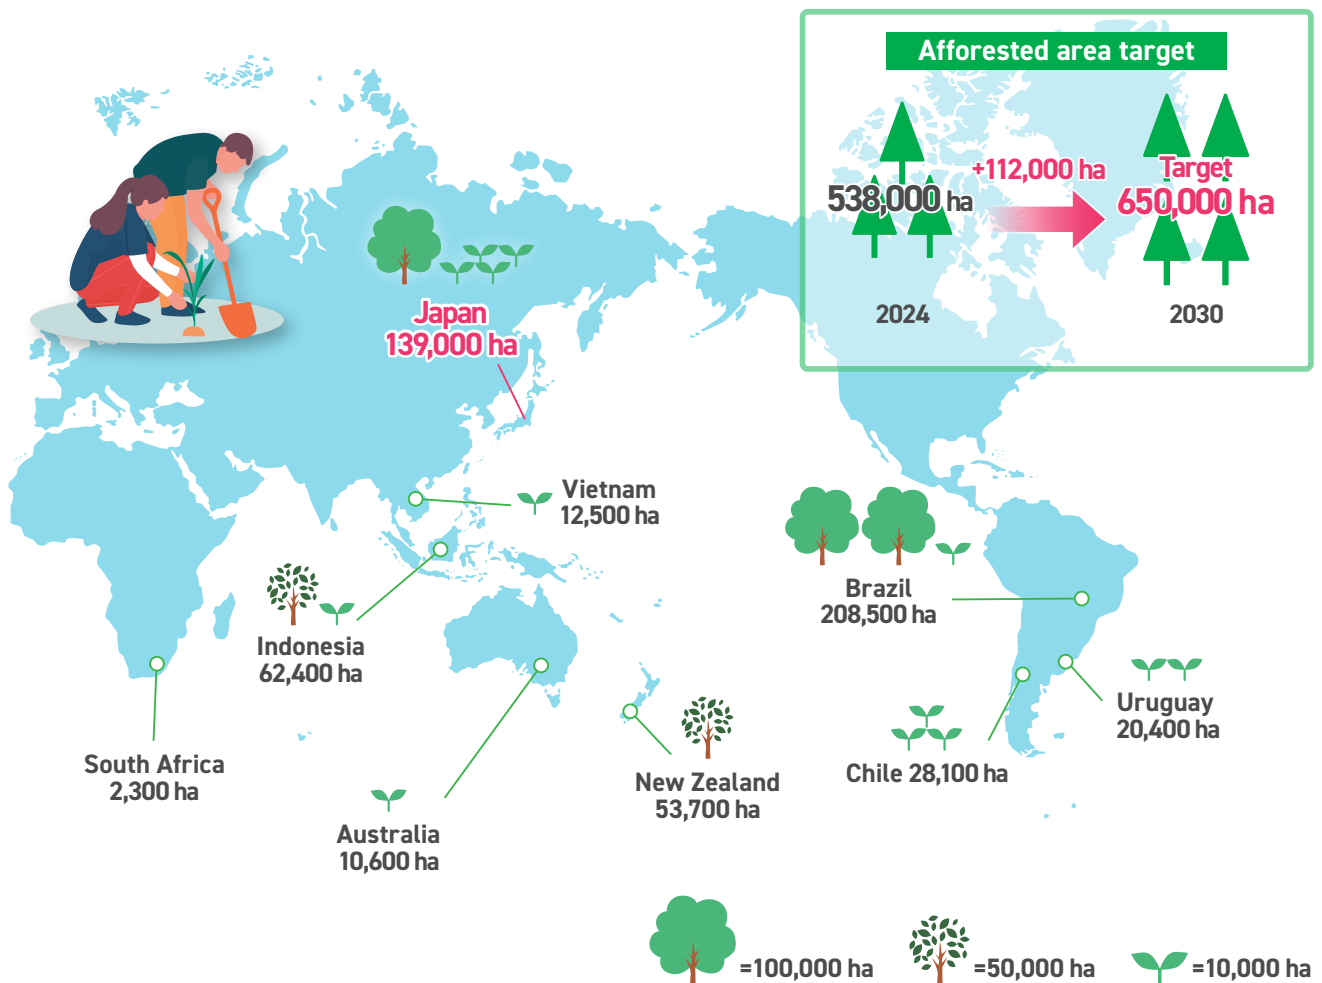 Afforested area target
+112,000 ha
538,000 ha
Target
650,000 ha
2024
2030
Japan
139,000 ha
Vietnam
12,500 ha
Indonesia
62,400 ha
South Africa
2,300 ha
Australia
10,600 ha
New Zealand
53,700 ha
Brazil
208,500 ha
Uruguay
20,400 ha
Chile 28,100 ha
=100,000 ha
=50,000 ha
=10,000 ha